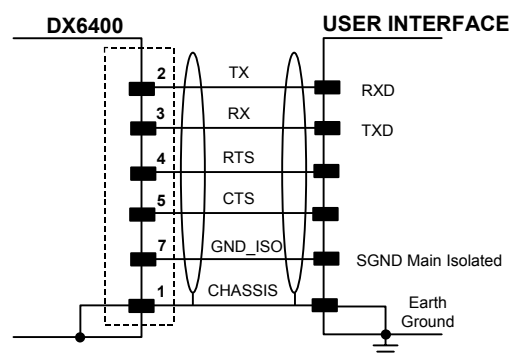 DX6400
USER INTERFACE
2 TX RXD
3 RX TXD
4 RTS
5 CTS
7 GND_ISO SGND Main Isolated
1 CHASSIS Earth
Ground